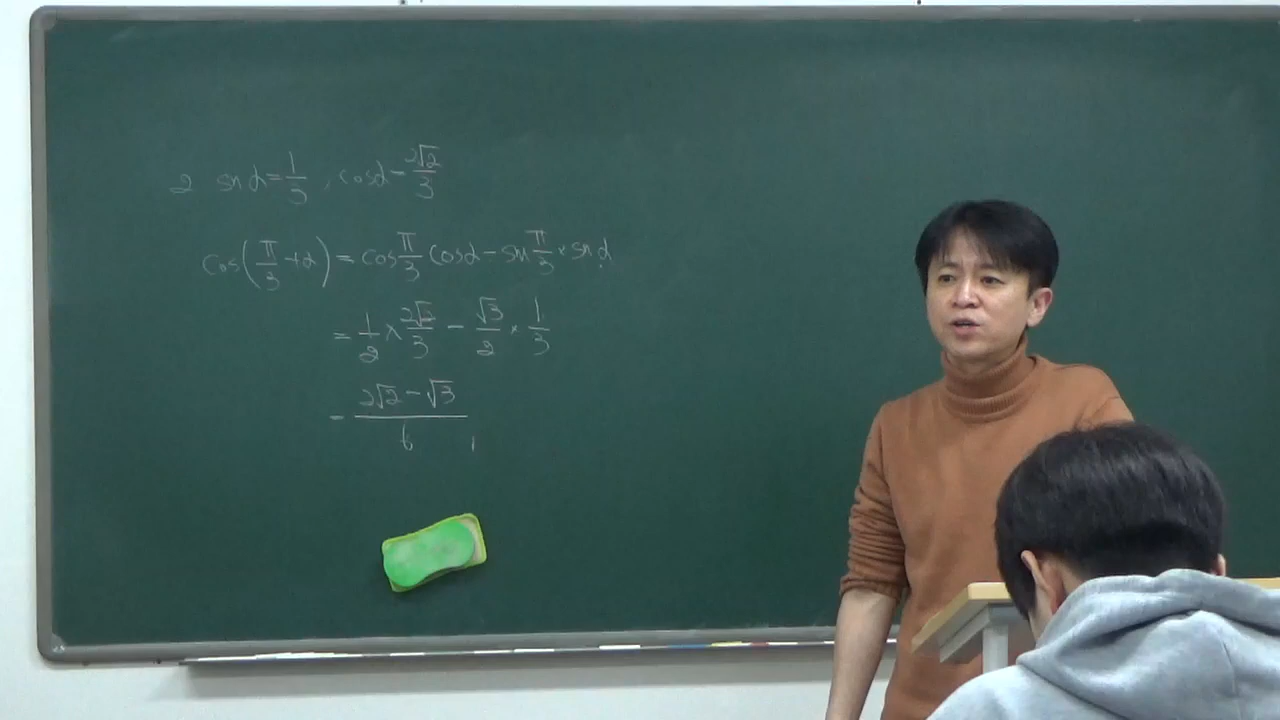 2 sin α = 1/3 , cos α = 2√2/3
cos(π/3 + α) = cos π/3 cos α - sin π/3 × sin α
= 1/2 × 2√2/3 - √3/2 × 1/3
= (2√2 - √3)/6